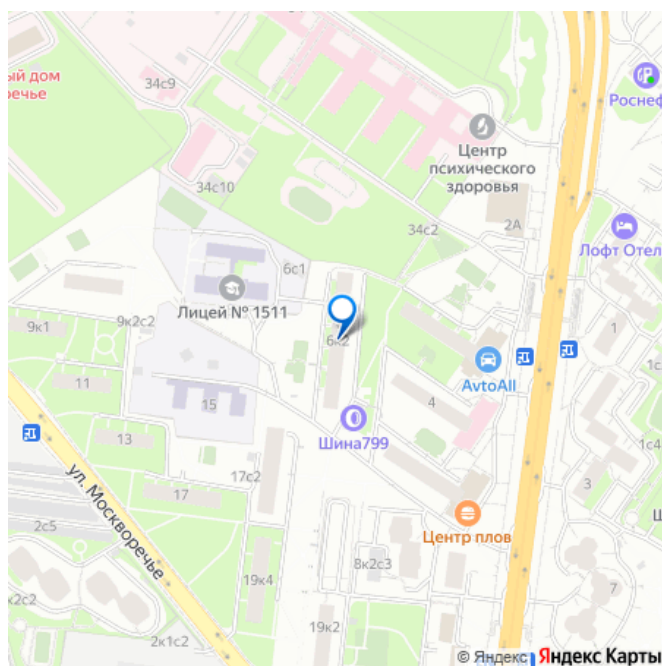 34с9
ый дом
речье
34с10
Центр
психического
здоровья
Роснеф
34с2
2А
Лофт Отел
6с1
Лицей № 1511
9к1
9к2с2
6к2
1
11
AvtoAll
4
15
13
Шина799
1с4
17с2
17
3
ул. Москворечье
2с5
Центр плов
8к2с3
19к4
7
19к2
2к1с2
© Яндекс Яндекс Карты